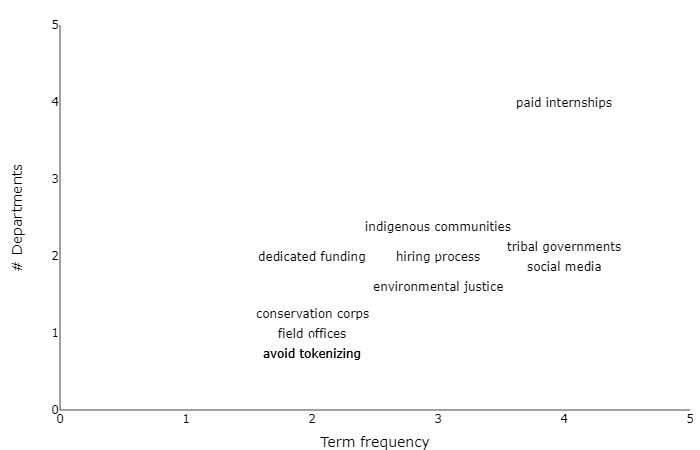 5
4
paid internships
3
# Departments
indigenous communities
tribal governments
2
dedicated funding
hiring process
social media
environmental justice
conservation corps
1
field offices
avoid tokenizing
0
0
1
2
3
4
5
Term frequency